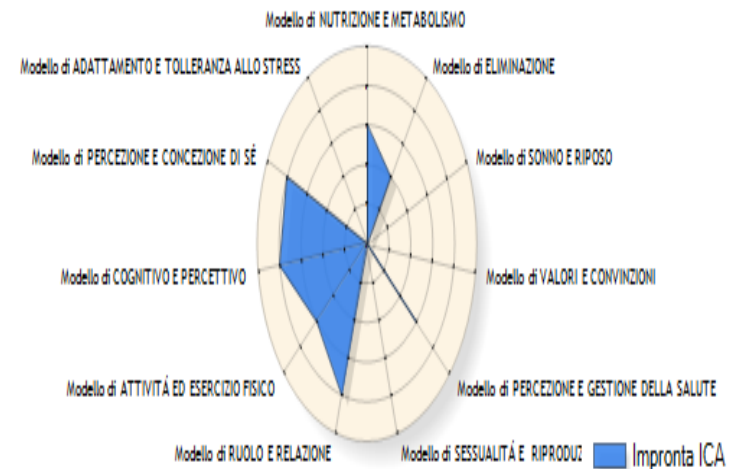 Modello di NUTRIZIONE E METABOLISMO
Modello di ADATTAMENTO E TOLLERANZA ALLO STRESS
Modello di ELIMINAZIONE
Modello di PERCEZIONE E CONCEZIONE DI SÉ
Modello di SONNO E RIPOSO
Modello di COGNITIVO E PERCETTIVO
Modello di VALORI E CONVINZIONI
Modello di ATTIVITÁ ED ESERCIZIO FISICO
Modello di PERCEZIONE E GESTIONE DELLA SALUTE
Modello di RUOLO E RELAZIONE
Modello di SESSUALITÁ E RIPRODUZ
Impronta ICA